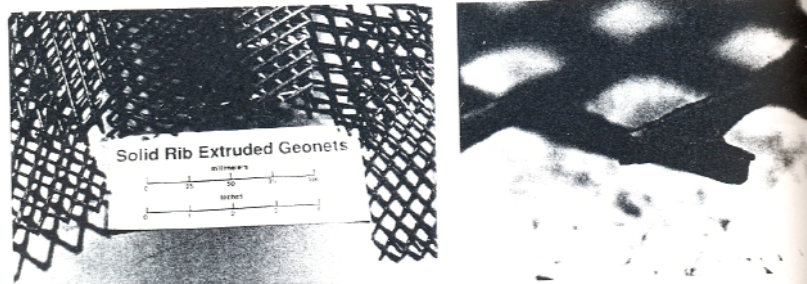 Solid Rib Extruded Geonets
millimeters
0 25 50
inches
0 1 2